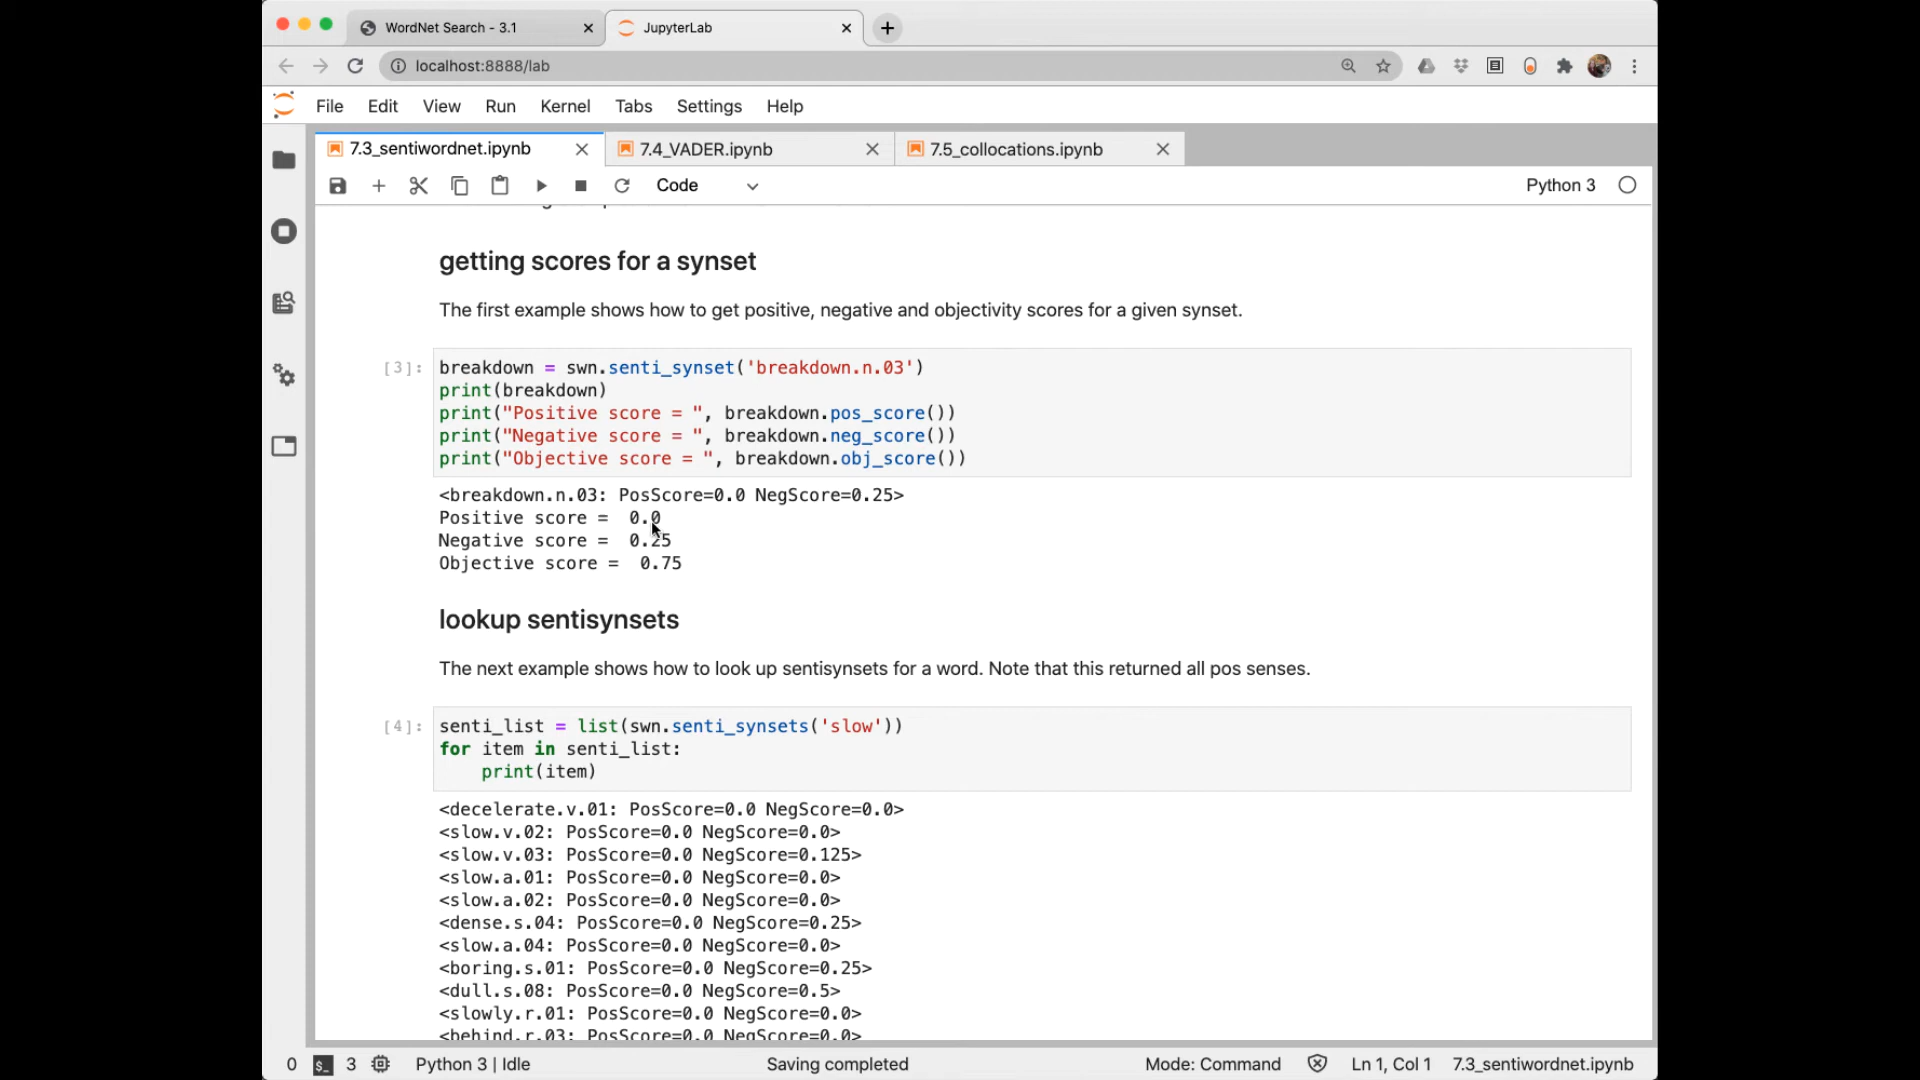 WordNet Search - 3.1
JupyterLab
localhost:8888/lab
File Edit View Run Kernel Tabs Settings Help
7.3_sentiwordnet.ipynb
7.4_VADER.ipynb
7.5_collocations.ipynb
Code
Python 3
getting scores for a synset
The first example shows how to get positive, negative and objectivity scores for a given synset.
[3]:
breakdown = swn.senti_synset('breakdown.n.03')
print(breakdown)
print("Positive score = ", breakdown.pos_score())
print("Negative score = ", breakdown.neg_score())
print("Objective score = ", breakdown.obj_score())
<breakdown.n.03: PosScore=0.0 NegScore=0.25>
Positive score =  0.0
Negative score =  0.25
Objective score =  0.75
lookup sentisynsets
The next example shows how to look up sentisynsets for a word. Note that this returned all pos senses.
[4]:
senti_list = list(swn.senti_synsets('slow'))
for item in senti_list:
    print(item)
<decelerate.v.01: PosScore=0.0 NegScore=0.0>
<slow.v.02: PosScore=0.0 NegScore=0.0>
<slow.v.03: PosScore=0.0 NegScore=0.125>
<slow.a.01: PosScore=0.0 NegScore=0.0>
<slow.a.02: PosScore=0.0 NegScore=0.0>
<dense.s.04: PosScore=0.0 NegScore=0.25>
<slow.a.04: PosScore=0.0 NegScore=0.0>
<boring.s.01: PosScore=0.0 NegScore=0.25>
<dull.s.08: PosScore=0.0 NegScore=0.5>
<slowly.r.01: PosScore=0.0 NegScore=0.0>
<behind.r.03: PosScore=0.0 NegScore=0.0>
0 3 Python 3 | Idle
Saving completed
Mode: Command
Ln 1, Col 1
7.3_sentiwordnet.ipynb